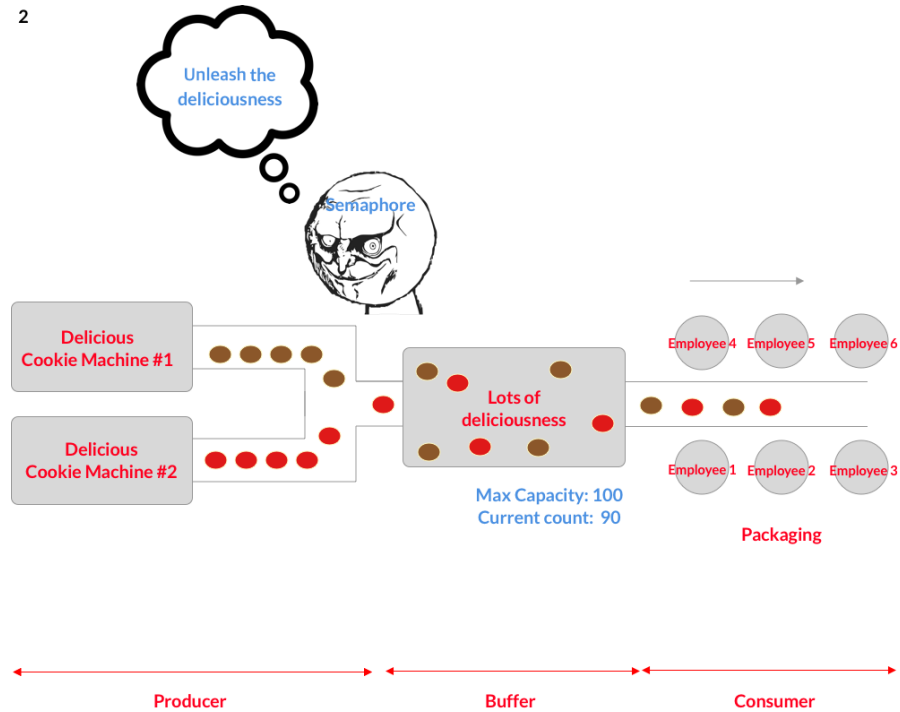 2
Unleash the
deliciousness
Semaphore
Delicious
Cookie Machine #1
Delicious
Cookie Machine #2
Lots of
deliciousness
Max Capacity: 100
Current count: 90
Employee 4
Employee 5
Employee 6
Employee 1
Employee 2
Employee 3
Packaging
Producer
Buffer
Consumer